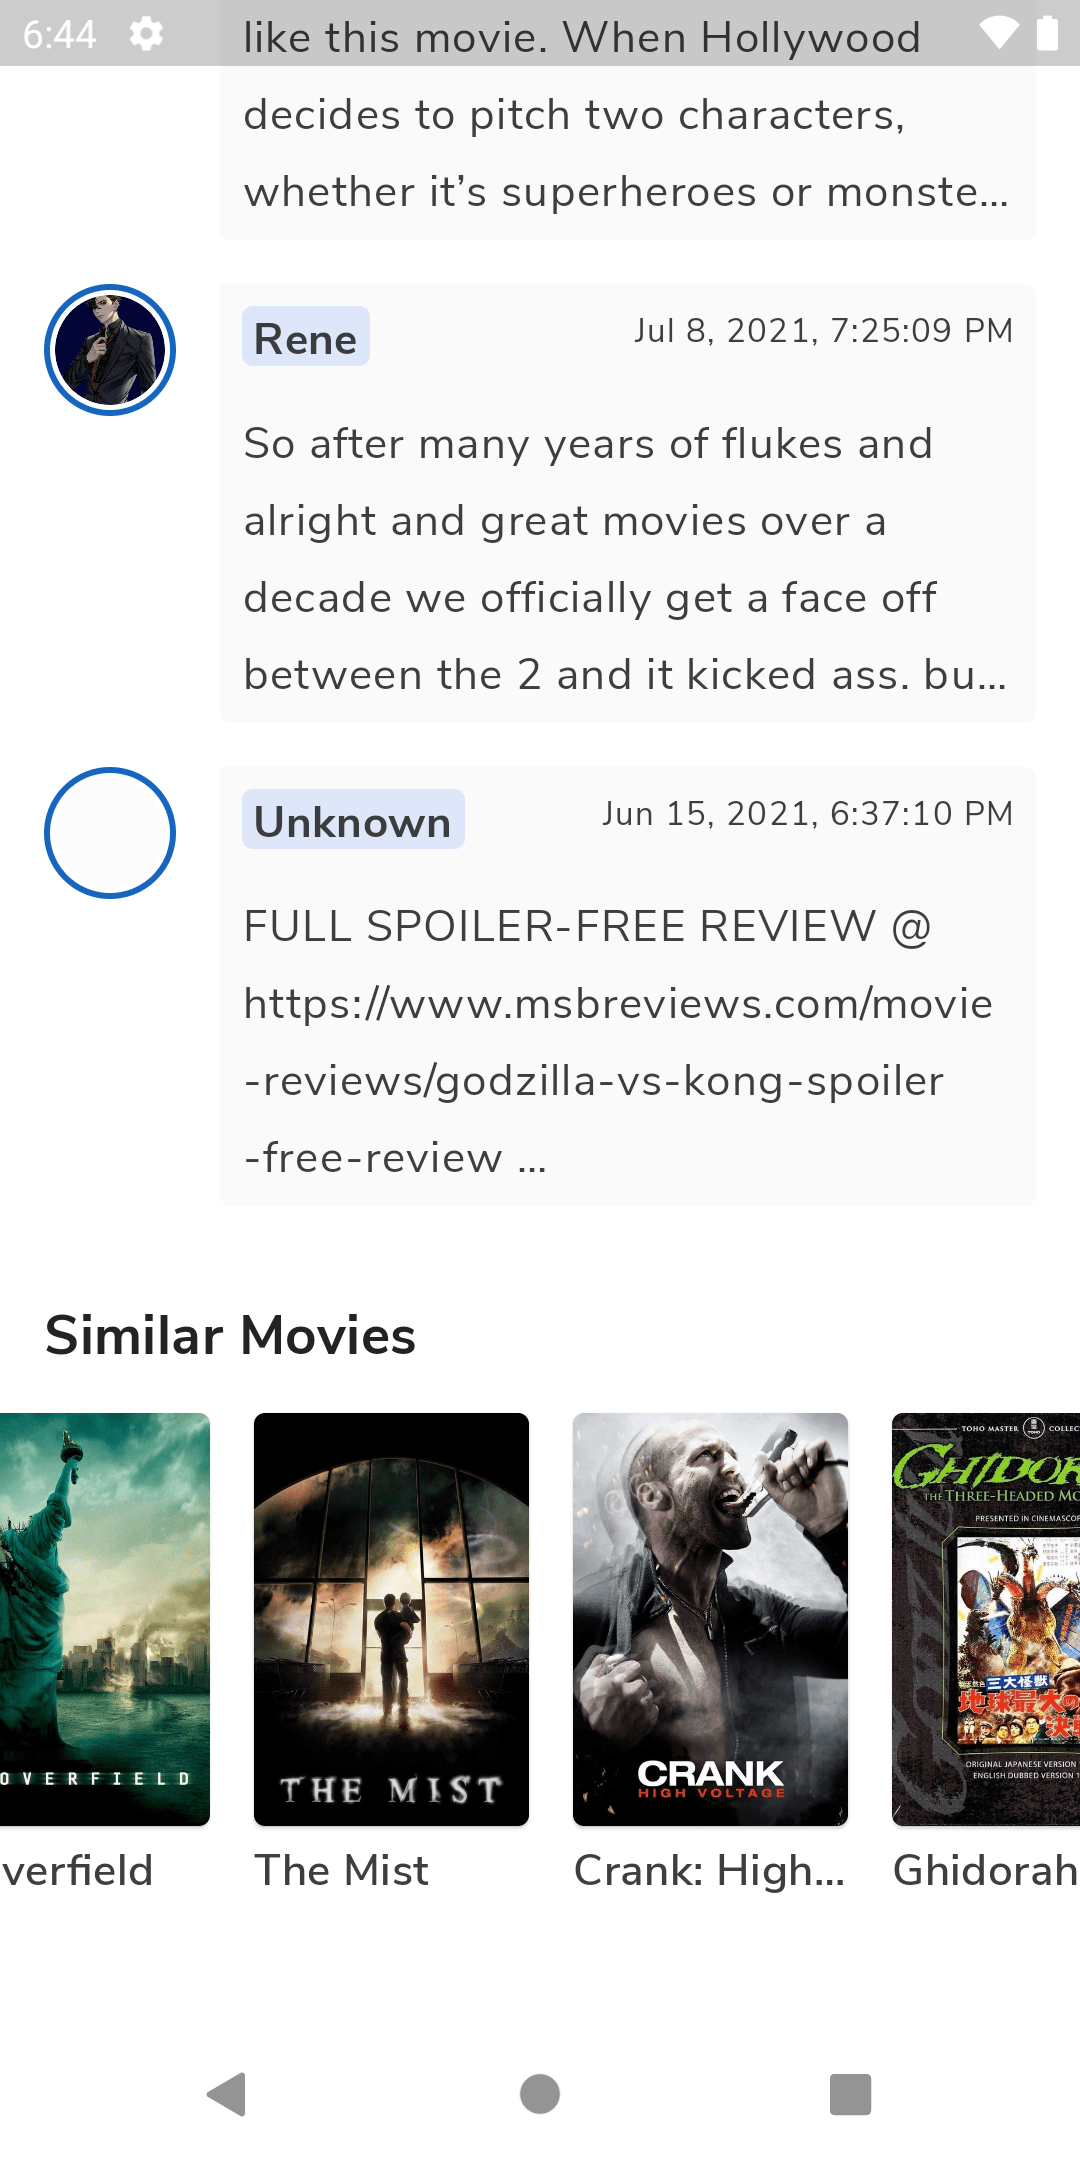 6:44
like this movie. When Hollywood
decides to pitch two characters,
whether it’s superheroes or monste...
Rene
Jul 8, 2021, 7:25:09 PM
So after many years of flukes and
alright and great movies over a
decade we officially get a face off
between the 2 and it kicked ass. bu...
Unknown
Jun 15, 2021, 6:37:10 PM
FULL SPOILER-FREE REVIEW @
https://www.msbreviews.com/movie
-reviews/godzilla-vs-kong-spoiler
-free-review ...
Similar Movies
OVERFIELD
THE MIST
CRANK
HIGH VOLTAGE
TOHO MASTER
TOHO
COLLEC
GHIDOR
THE THREE-HEADED MO
PRESENTED IN CINEMASCOP
三大怪獣
地球最大の
決戦
ORIGINAL JAPANESE VERSION
ENGLISH DUBBED VERSION 1
verfield
The Mist
Crank: High...
Ghidorah